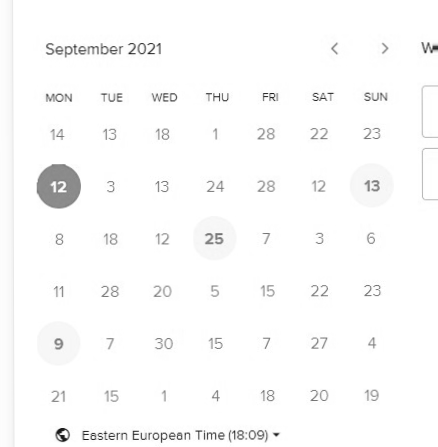 September 2021
MON TUE WED THU FRI SAT SUN
14 13 18 1 28 22 23
12 3 13 24 28 12 13
8 18 12 25 7 3 6
11 28 20 5 15 22 23
9 7 30 15 7 27 4
21 15 1 4 18 20 19
Eastern European Time (18:09)